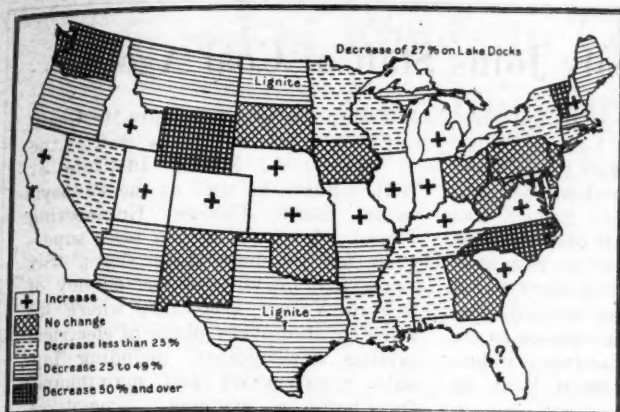 Decrease of 27% on Lake Docks
Lignite
Lignite
?
?
+ Increase
No change
Decrease less than 25%
Decrease 25 to 49%
Decrease 50% and over